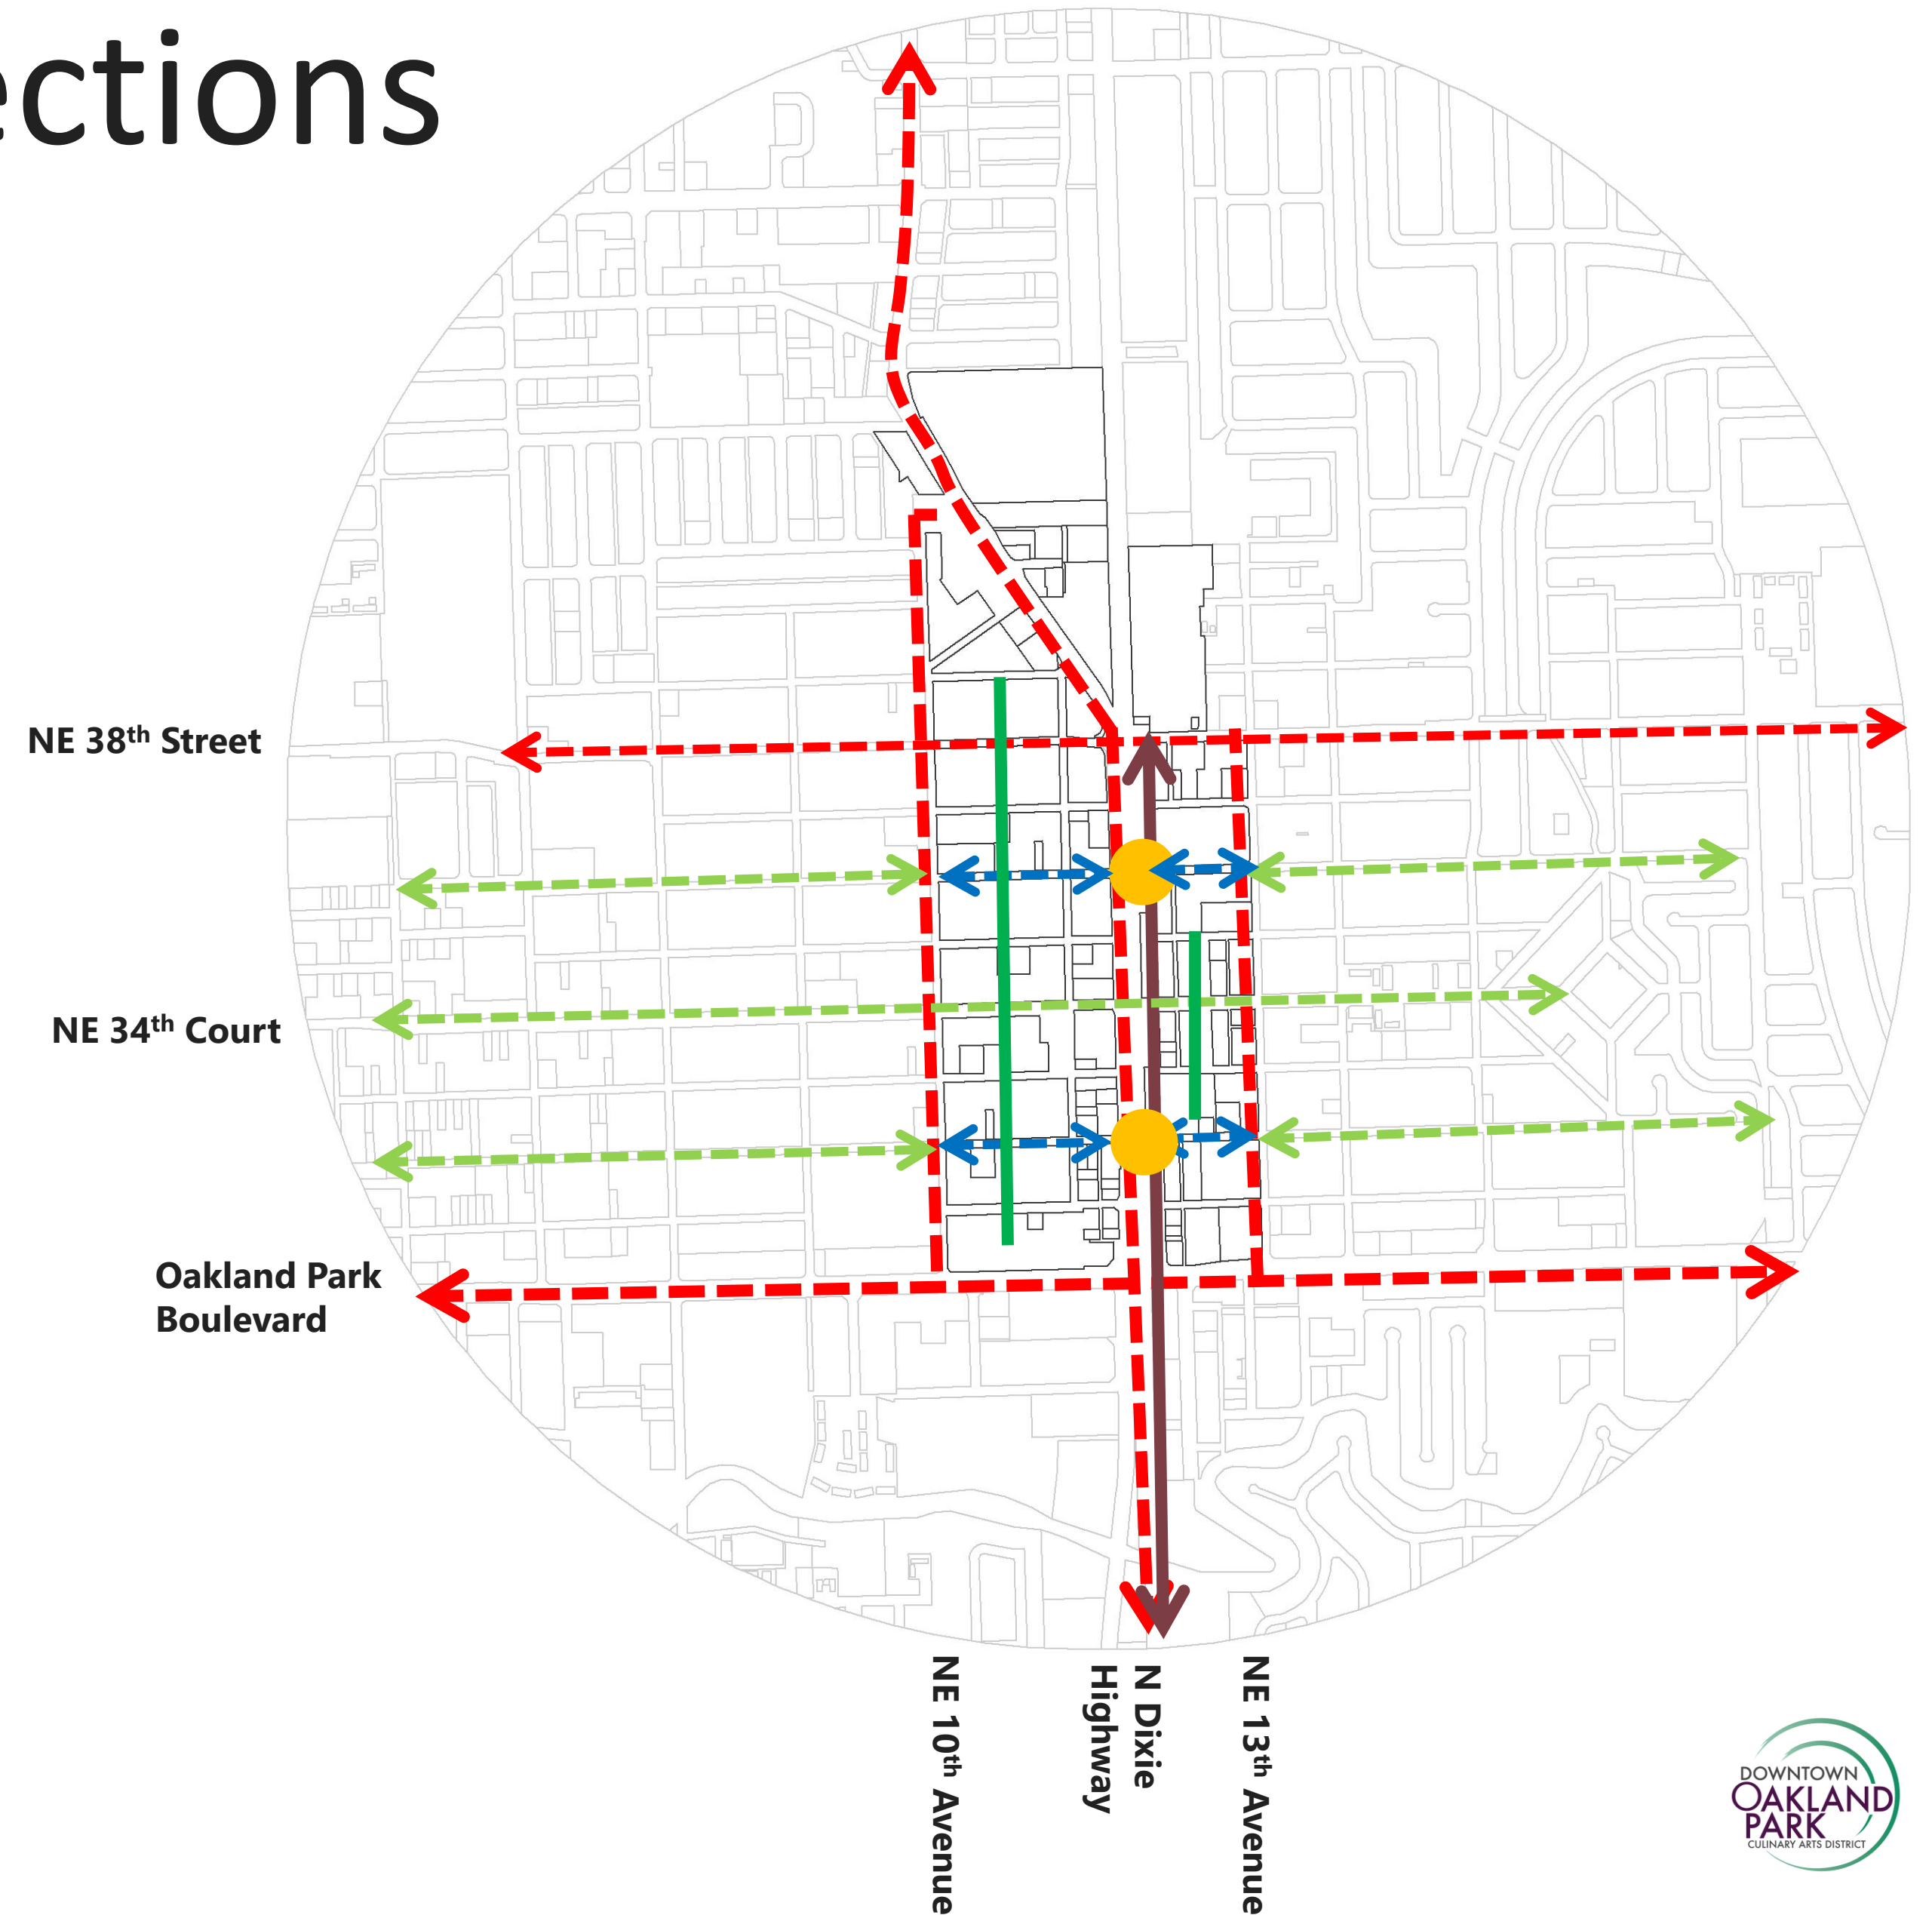 ections
NE 38th Street
NE 34th Court
Oakland Park
Boulevard
NE 10th Avenue
N Dixie
Highway
NE 13th Avenue
DOWNTOWN
OAKLAND
PARK
CULINARY ARTS DISTRICT